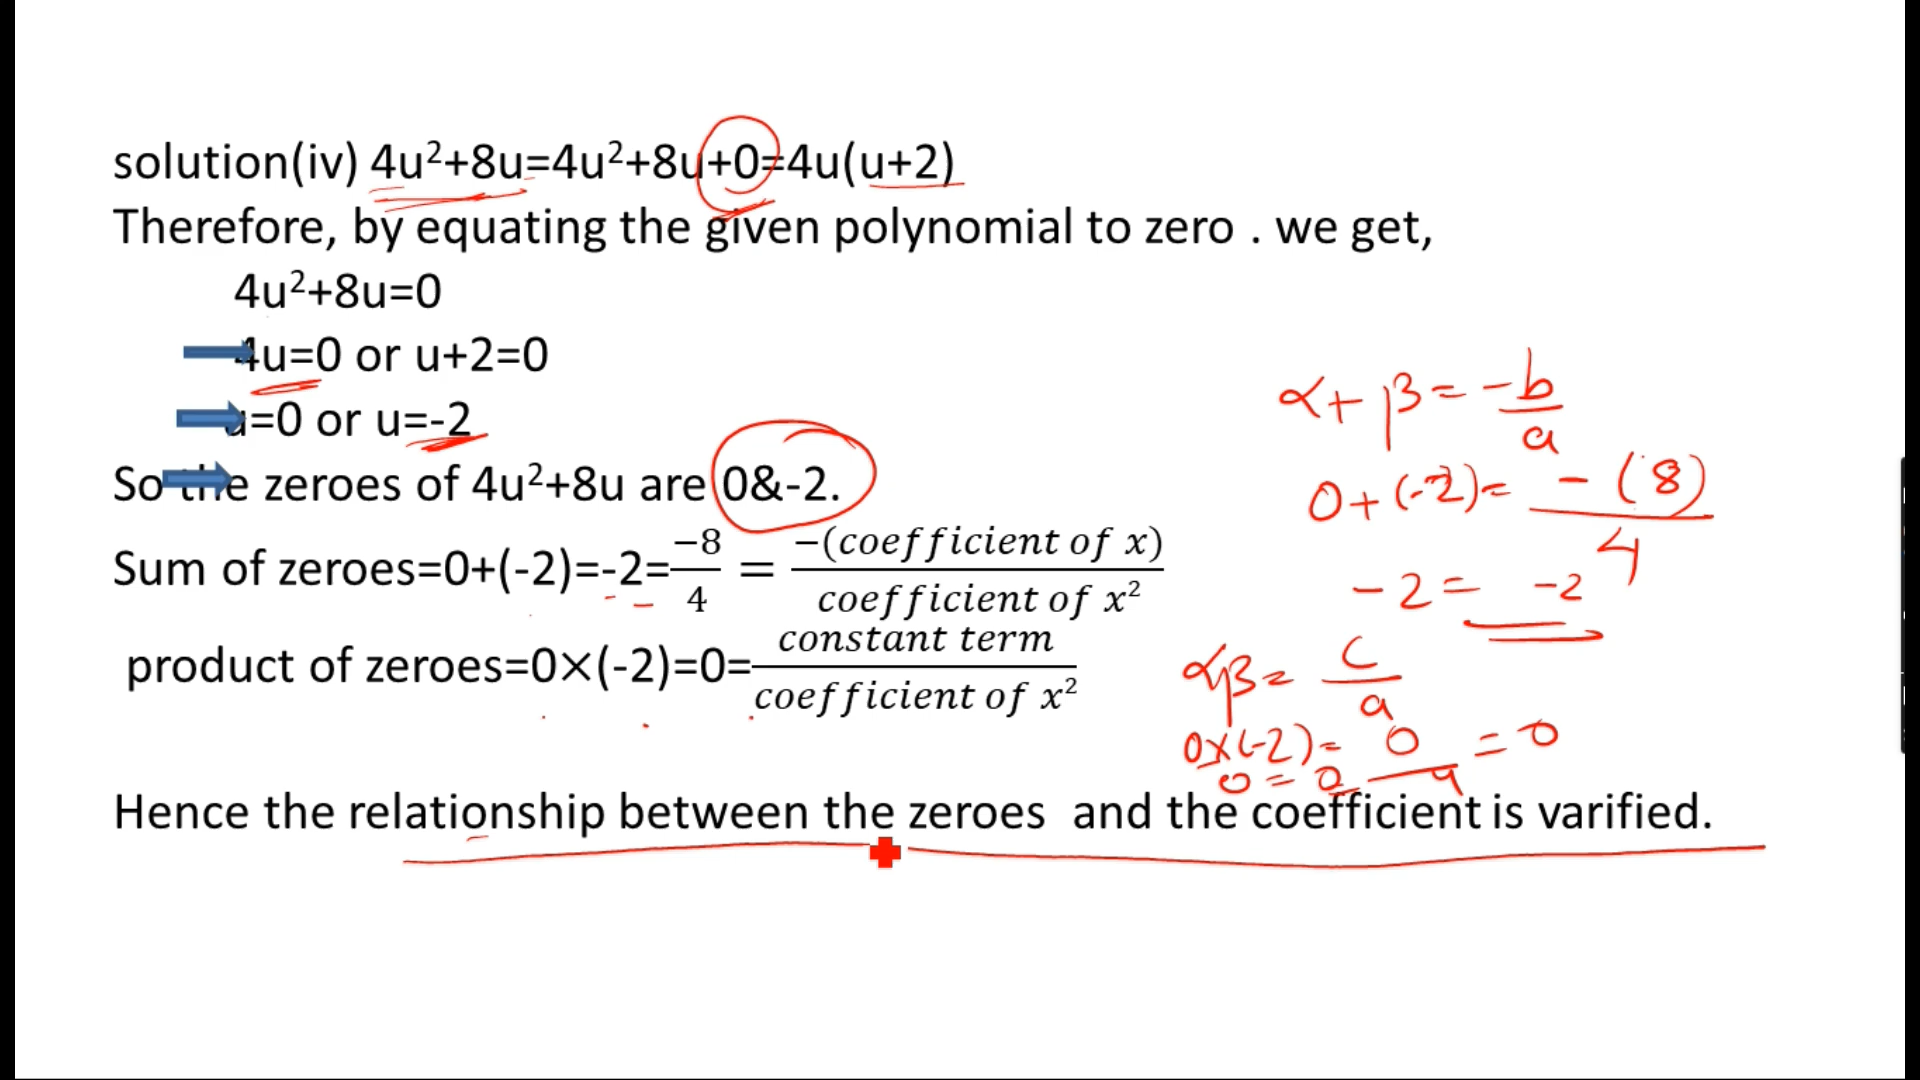 solution(iv) 4u²+8u=4u²+8u+0=4u(u+2)
Therefore, by equating the given polynomial to zero . we get,
4u²+8u=0
4u=0 or u+2=0
u=0 or u=-2
So the zeroes of 4u²+8u are 0&-2.
Sum of zeroes=0+(-2)=-2=−8/4 = −(coefficient of x)/coefficient of x²
product of zeroes=0×(-2)=0=constant term/coefficient of x²
Hence the relationship between the zeroes and the coefficient is varified.
α+β=-b/a
0+(-2)=-(8)/4
-2=-2
αβ=c/a
0×(-2)=0/4=0
0=0